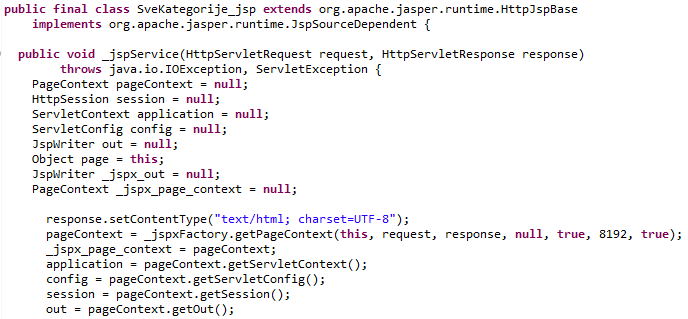 public final class SveKategorije_jsp extends org.apache.jasper.runtime.HttpJspBase
    implements org.apache.jasper.runtime.JspSourceDependent {
  public void _jspService(HttpServletRequest request, HttpServletResponse response)
        throws java.io.IOException, ServletException {
    PageContext pageContext = null;
    HttpSession session = null;
    ServletContext application = null;
    ServletConfig config = null;
    JspWriter out = null;
    Object page = this;
    JspWriter _jspx_out = null;
    PageContext _jspx_page_context = null;
      response.setContentType("text/html; charset=UTF-8");
      pageContext = _jspxFactory.getPageContext(this, request, response, null, true, 8192, true);
      _jspx_page_context = pageContext;
      application = pageContext.getServletContext();
      config = pageContext.getServletConfig();
      session = pageContext.getSession();
      out = pageContext.getOut();